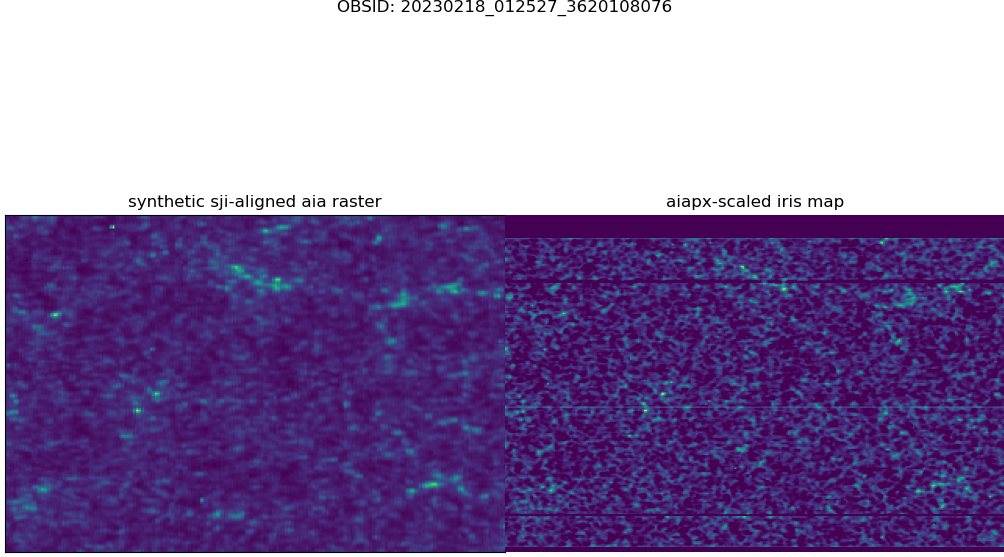 OBSID: 20230218_012527_3620108076
synthetic sji-aligned aia raster
aiapx-scaled iris map